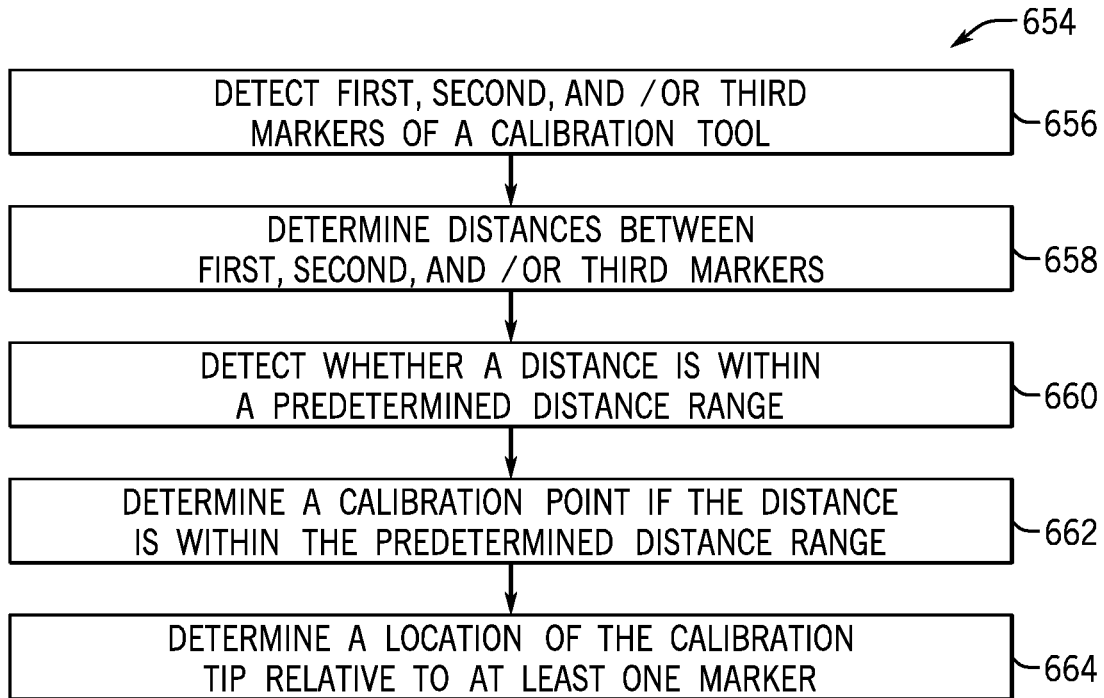 654
DETECT FIRST, SECOND, AND / OR THIRD
MARKERS OF A CALIBRATION TOOL
656
DETERMINE DISTANCES BETWEEN
FIRST, SECOND, AND / OR THIRD MARKERS
658
DETECT WHETHER A DISTANCE IS WITHIN
A PREDETERMINED DISTANCE RANGE
660
DETERMINE A CALIBRATION POINT IF THE DISTANCE
IS WITHIN THE PREDETERMINED DISTANCE RANGE
662
DETERMINE A LOCATION OF THE CALIBRATION
TIP RELATIVE TO AT LEAST ONE MARKER
664